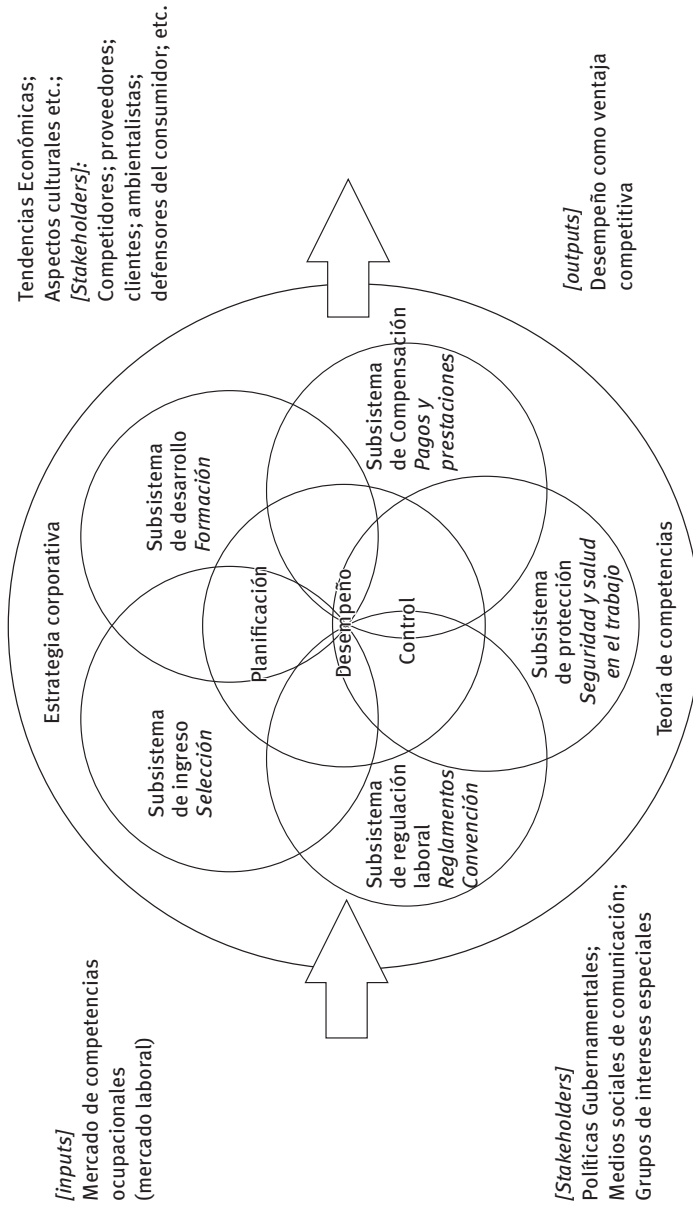 [inputs]
Mercado de competencias
ocupacionales
(mercado laboral)
Tendencias Económicas;
Aspectos culturales etc.;
[Stakeholders]:
Competidores; proveedores;
clientes; ambientalistas;
defensores del consumidor; etc.
Estrategia corporativa
Subsistema
de ingreso
Selección
Subsistema
de desarrollo
Formación
Planificación
Desempeño
Control
Subsistema
de regulación
laboral
Reglamentos
Convención
Subsistema
de Compensación
Pagos y
prestaciones
Subsistema
de protección
Seguridad y salud
en el trabajo
Teoría de competencias
[Stakeholders]
Políticas Gubernamentales;
Medios sociales de comunicación;
Grupos de intereses especiales
[outputs]
Desempeño como ventaja
competitiva